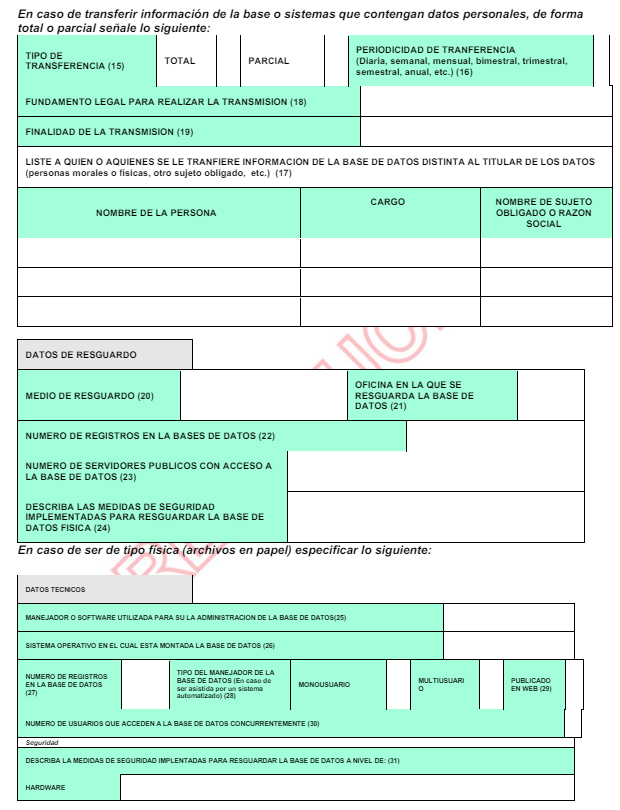 En caso de transferir información de la base o sistemas que contengan datos personales, de forma
total o parcial señale lo siguiente:
TIPO DE
TRANSFERENCIA (15)
TOTAL
PARCIAL
PERIODICIDAD DE TRANFERENCIA
(Diaria, semanal, mensual, bimestral, trimestral,
semestral, anual, etc.) (16)
FUNDAMENTO LEGAL PARA REALIZAR LA TRANSMISION (18)
FINALIDAD DE LA TRANSMISION (19)
LISTE A QUIEN O AQUIENES SE LE TRANFIERE INFORMACION DE LA BASE DE DATOS DISTINTA AL TITULAR DE LOS DATOS
(personas morales o físicas, otro sujeto obligado, etc.) (17)
NOMBRE DE LA PERSONA
CARGO
NOMBRE DE SUJETO
OBLIGADO O RAZON
SOCIAL
DATOS DE RESGUARDO
MEDIO DE RESGUARDO (20)
OFICINA EN LA QUE SE
RESGUARDA LA BASE DE
DATOS (21)
NUMERO DE REGISTROS EN LA BASES DE DATOS (22)
NUMERO DE SERVIDORES PUBLICOS CON ACCESO A
LA BASE DE DATOS (23)
DESCRIBA LAS MEDIDAS DE SEGURIDAD
IMPLEMENTADAS PARA RESGUARDAR LA BASE DE
DATOS FISICA (24)
En caso de ser de tipo física (archivos en papel) especificar lo siguiente:
DATOS TECNICOS
MANEJADOR O SOFTWARE UTILIZADA PARA SU LA ADMINISTRACION DE LA BASE DE DATOS(25)
SISTEMA OPERATIVO EN EL CUAL ESTA MONTADA LA BASE DE DATOS (26)
NUMERO DE REGISTROS
EN LA BASE DE DATOS
(27)
TIPO DEL MANEJADOR DE LA
BASE DE DATOS (En caso de
ser asistida por un sistema
automatizado) (28)
MONOUSUARIO
MULTIUSUARI
O
PUBLICADO
EN WEB (29)
NUMERO DE USUARIOS QUE ACCEDEN A LA BASE DE DATOS CONCURRENTEMENTE (30)
Seguridad
DESCRIBA LA MEDIDAS DE SEGURIDAD IMPLENTADAS PARA RESGUARDAR LA BASE DE DATOS A NIVEL DE: (31)
HARDWARE